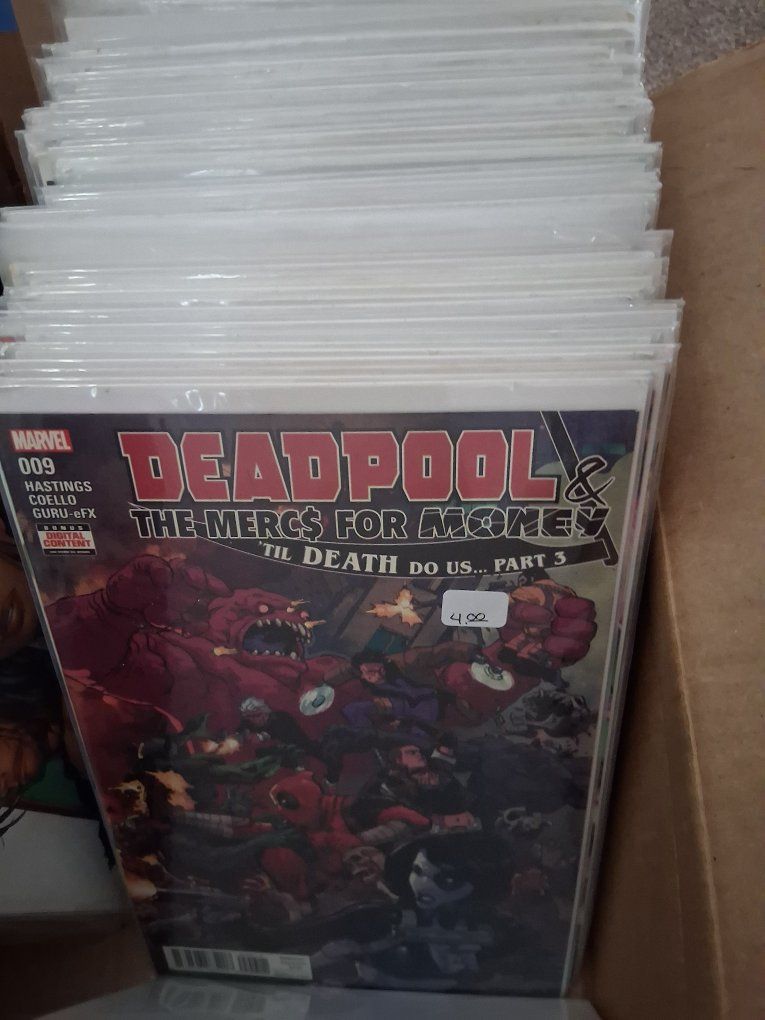 MARVEL
009
HASTINGS
COELLO
GURU-eFX
BONUS
DIGITAL
CONTENT
DEADPOOL
& THE MERC$ FOR MONEY
'TIL DEATH DO US... PART 3
4.00